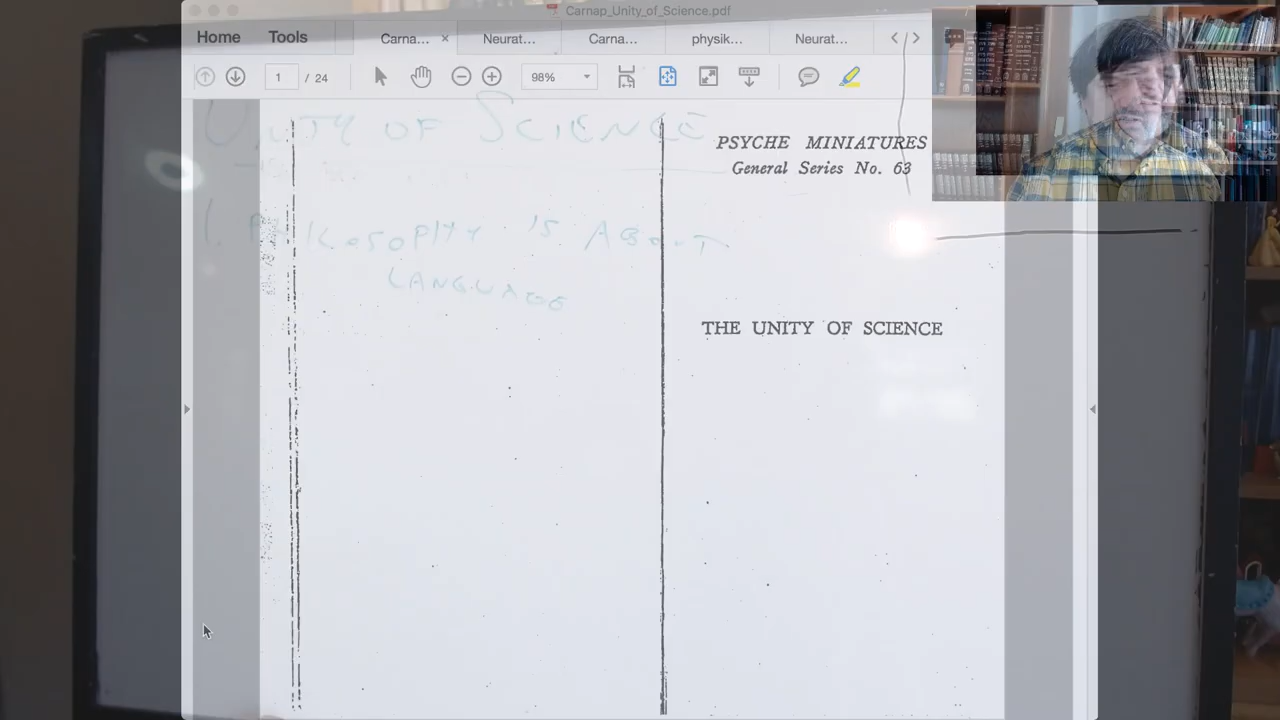 Carnap_Unity_of_Science.pdf
Home Tools Carna... × Neurat... Carna... physik... Neurat...
1 / 24 98%
UNITY OF SCIENCE
PSYCHE MINIATURES
General Series No. 63
1. PHILOSOPHY IS ABOUT
LANGUAGE
THE UNITY OF SCIENCE